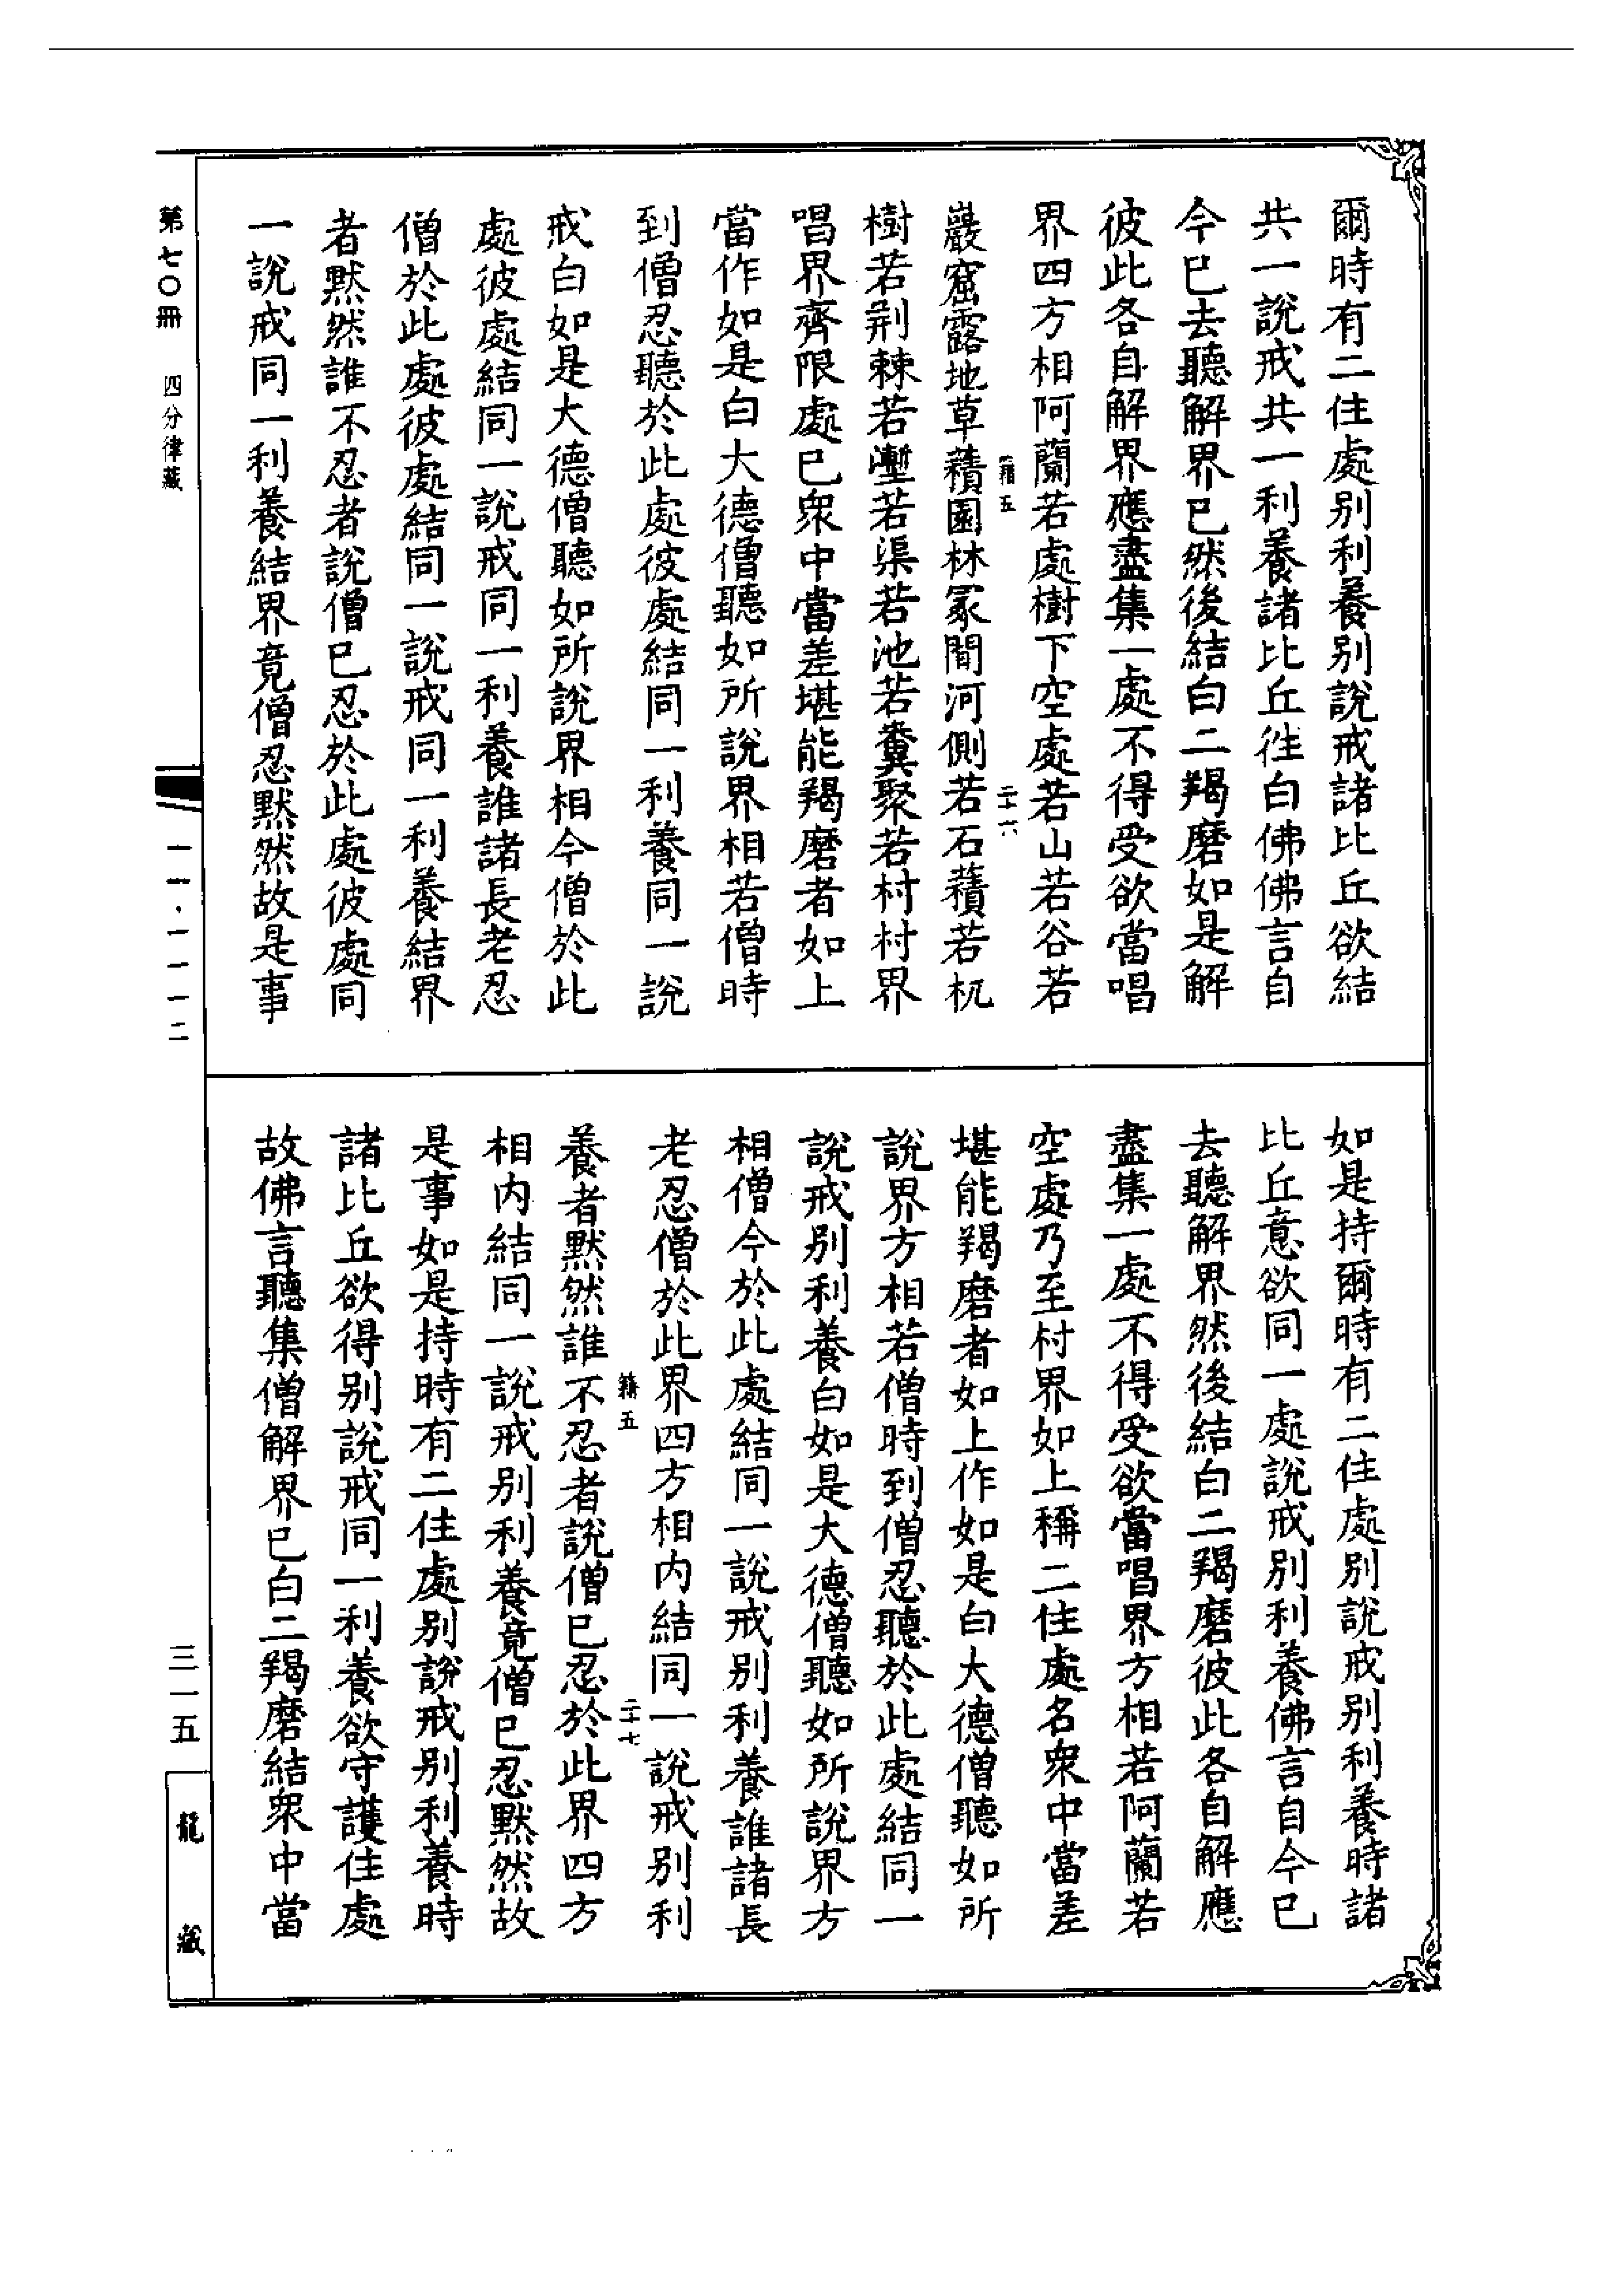 爾時有二住處别利養别說戒諸比丘欲結
共一說戒共一利養諸比丘往白佛佛言自
今已去聽解界已然後結白二羯磨如是解
彼此各自解界應盡集一處不得受欲當唱
界四方相阿蘭若處樹下空處若山若谷若
籍五
二十六
巖窟露地草𧂐園林冡間河側若石𧂐若杌
樹若荆棘若壍若渠若池若糞聚若村村界
唱界齊限處已衆中當差堪能羯磨者如上
當作如是白大德僧聽如所說界相若僧時
到僧忍聽於此處彼處結同一利養同一說
戒白如是大德僧聽如所說界相今僧於此
處彼處結同一說戒同一利養誰諸長老忍
僧於此處彼處結同一說戒同一利養結界
者黙然誰不忍者說僧已忍於此處彼處同
一說戒同一利養結界竟僧忍黙然故是事
如是持爾時有二住處别說戒别利養時諸
比丘意欲同一處說戒别利養佛言自今已
去聽解界然後結白二羯磨彼此各自解應
盡集一處不得受欲當唱界方相若阿蘭若
空處乃至村界如上稱二住處名衆中當差
堪能羯磨者如上作如是白大德僧聽如所
說界方相若僧時到僧忍聽於此處結同一
說戒别利養白如是大德僧聽如所說界方
相僧今於此處結同一說戒别利養誰諸長
老忍僧於此界四方相内結同一說戒别利
籍五
二十七
養者黙然誰不忍者說僧已忍於此界四方
相内結同一說戒别利養竟僧已忍黙然故
是事如是持時有二住處别說戒别利養時
諸比丘欲得别說戒同一利養欲守護住處
故佛言聽集僧解界已白二羯磨結衆中當
第七〇冊 四分律藏
一一·一一一二
三一五
龍藏